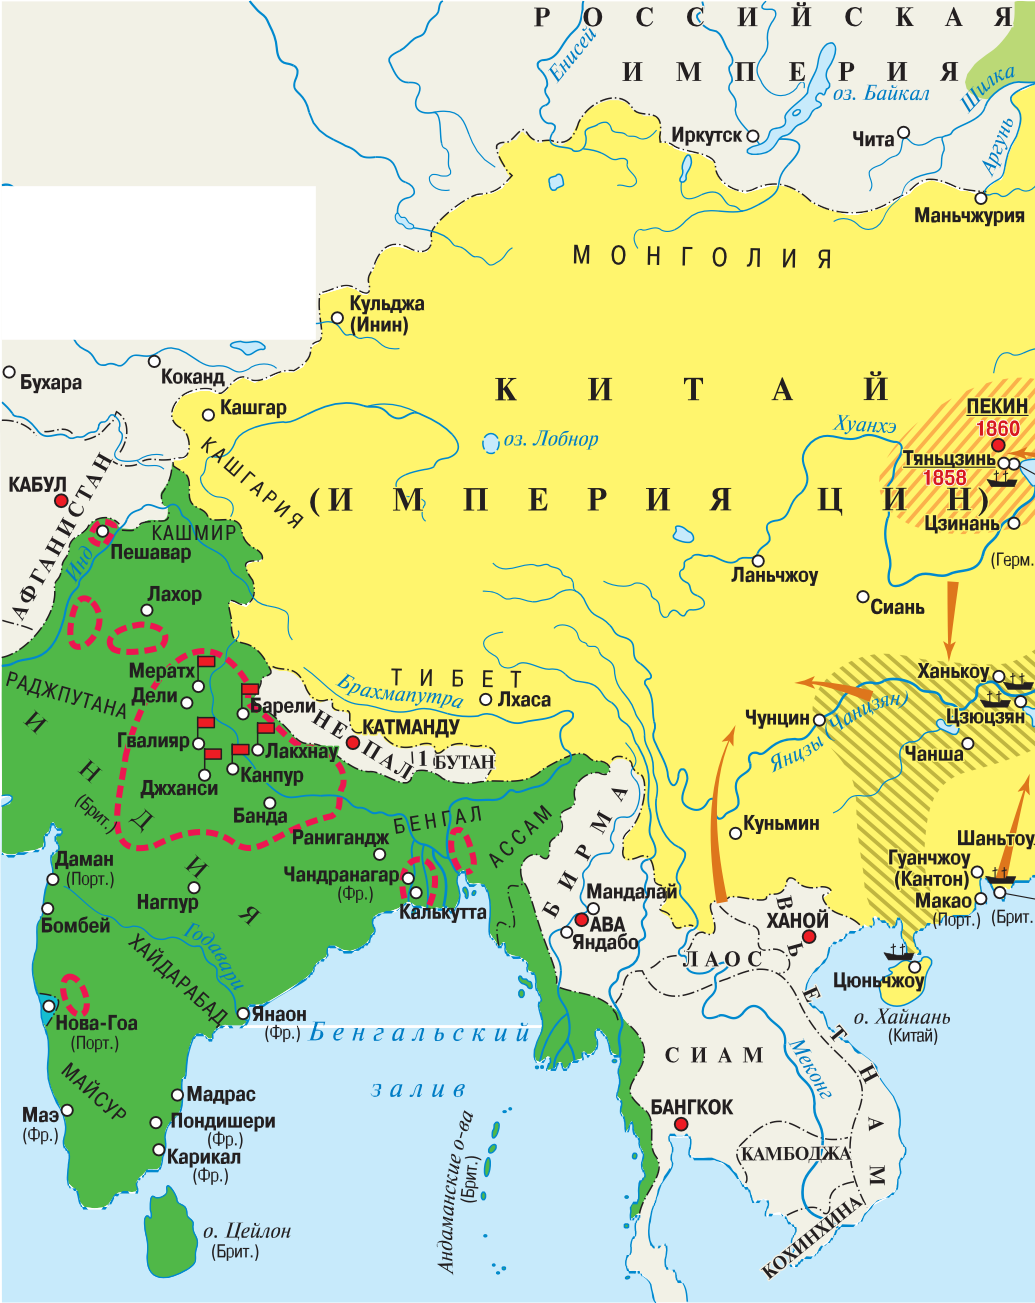 РОССИЙСКАЯ
ИМПЕРИЯ
Енисей
оз. Байкал
Шилка
Иркутск
Чита
Аргунь
Маньчжурия
МОНГОЛИЯ
Кульджа
(Инин)
Бухара
Коканд
Кашгар
КИТАЙ
ПЕКИН
1860
Хуанхэ
оз. Лобнор
КАШГАРИЯ
Тяньцзинь
1858
КАБУЛ
(ИМПЕРИЯ ЦИН)
АФГАНИСТАН
КАШМИР
Цзинань
Пешавар
Инд
(Герм.
Ланьчжоу
Лахор
Сиань
Мератх
ТИБЕТ
Ханькоу
РАДЖПУТАНА
Дели
Брахмапутра
Лхаса
Барели
НЕПАЛ
КАТМАНДУ
Чунцин
Янцзы (Чанцзян)
Цзюцзян
Гвалияр
Лакхнау
1
БУТАН
Чанша
Канпур
Джханси
ИНДИЯ
(Брит.)
Банда
БЕНГАЛ
АССАМ
БИРМА
Куньмин
Ранигандж
Шаньтоу
Даман
(Порт.)
Чандранагар
(Фр.)
Гуанчжоу
(Кантон)
Нагпур
Калькутта
Мандалай
АВА
Яндабо
ХАНОЙ
Макао
(Порт.)
(Брит.
Бомбей
Годавари
ХАЙДАРАБАД
ЛАОС
ВЬЕТНАМ
Цюньчжоу
Нова-Гоа
(Порт.)
Янаон
(Фр.)
Бенгальский
залив
о. Хайнань
(Китай)
СИАМ
Меконг
МАЙСУР
Мадрас
Маэ
(Фр.)
Пондишери
(Фр.)
БАНГКОК
Карикал
(Фр.)
КАМБОДЖА
Андаманские о-ва
(Брит.)
КОХИНХИНА
о. Цейлон
(Брит.)